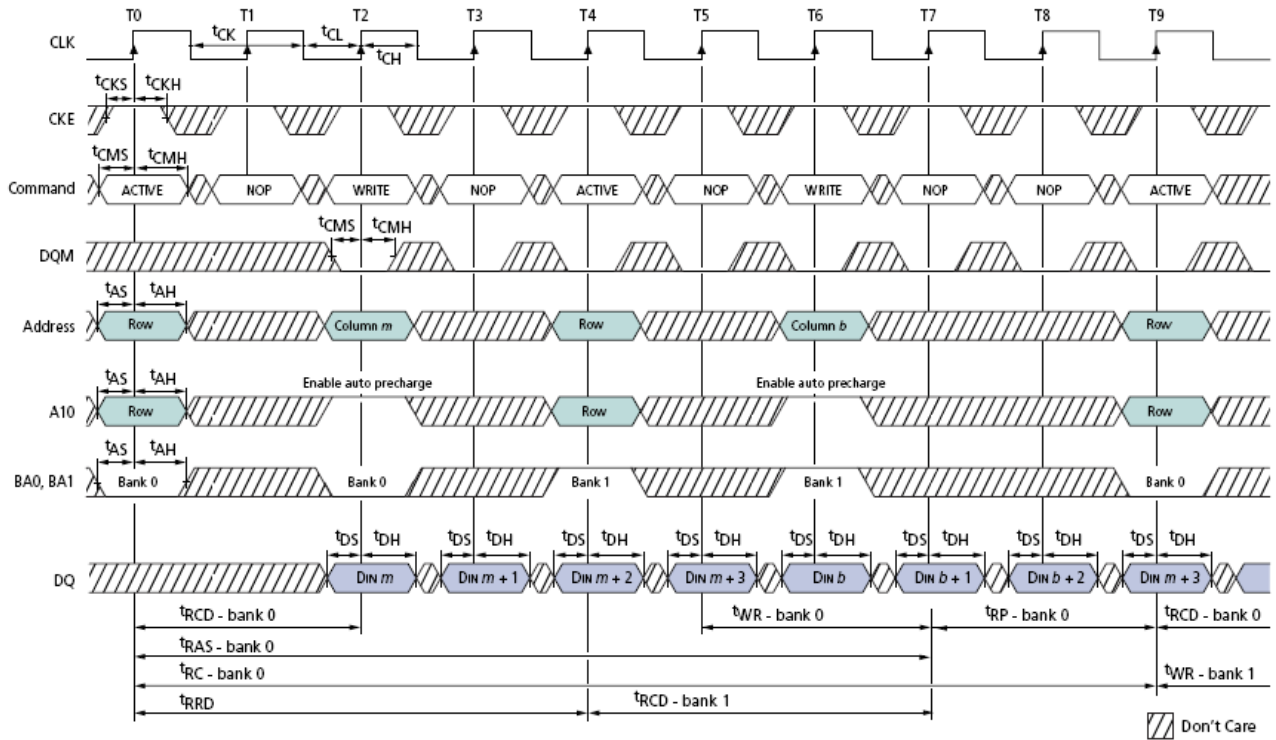 T0 T1 T2 T3 T4 T5 T6 T7 T8 T9
CLK
tCK tCL
tCH
tCKS tCKH
CKE
tCMS tCMH
Command ACTIVE NOP WRITE NOP ACTIVE NOP WRITE NOP NOP ACTIVE
tCMS tCMH
DQM
tAS tAH
Address Row Column m Row Column b Row
tAS tAH Enable auto precharge Enable auto precharge
A10 Row Row Row
tAS tAH
BA0, BA1 Bank 0 Bank 0 Bank 1 Bank 1 Bank 0
tDS tDH tDS tDH tDS tDH tDS tDH tDS tDH tDS tDH tDS tDH tDS tDH
DQ DIN m DIN m + 1 DIN m + 2 DIN m + 3 DIN b DIN b + 1 DIN b + 2 DIN m + 3
tRCD - bank 0 tWR - bank 0 tRP - bank 0 tRCD - bank 0
tRAS - bank 0
tRC - bank 0 tWR - bank 1
tRRD tRCD - bank 1
Don't Care